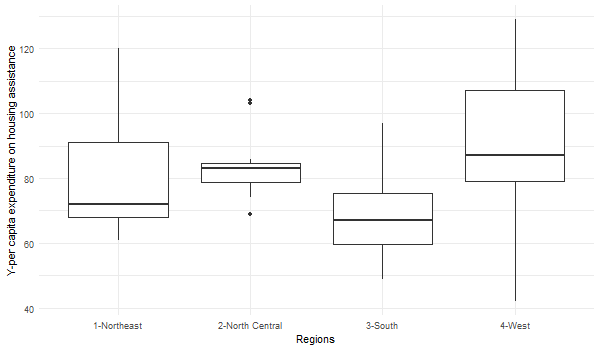 Y-per capita expenditure on housing assistance
120
100
80
60
40
1-Northeast
2-North Central
3-South
4-West
Regions